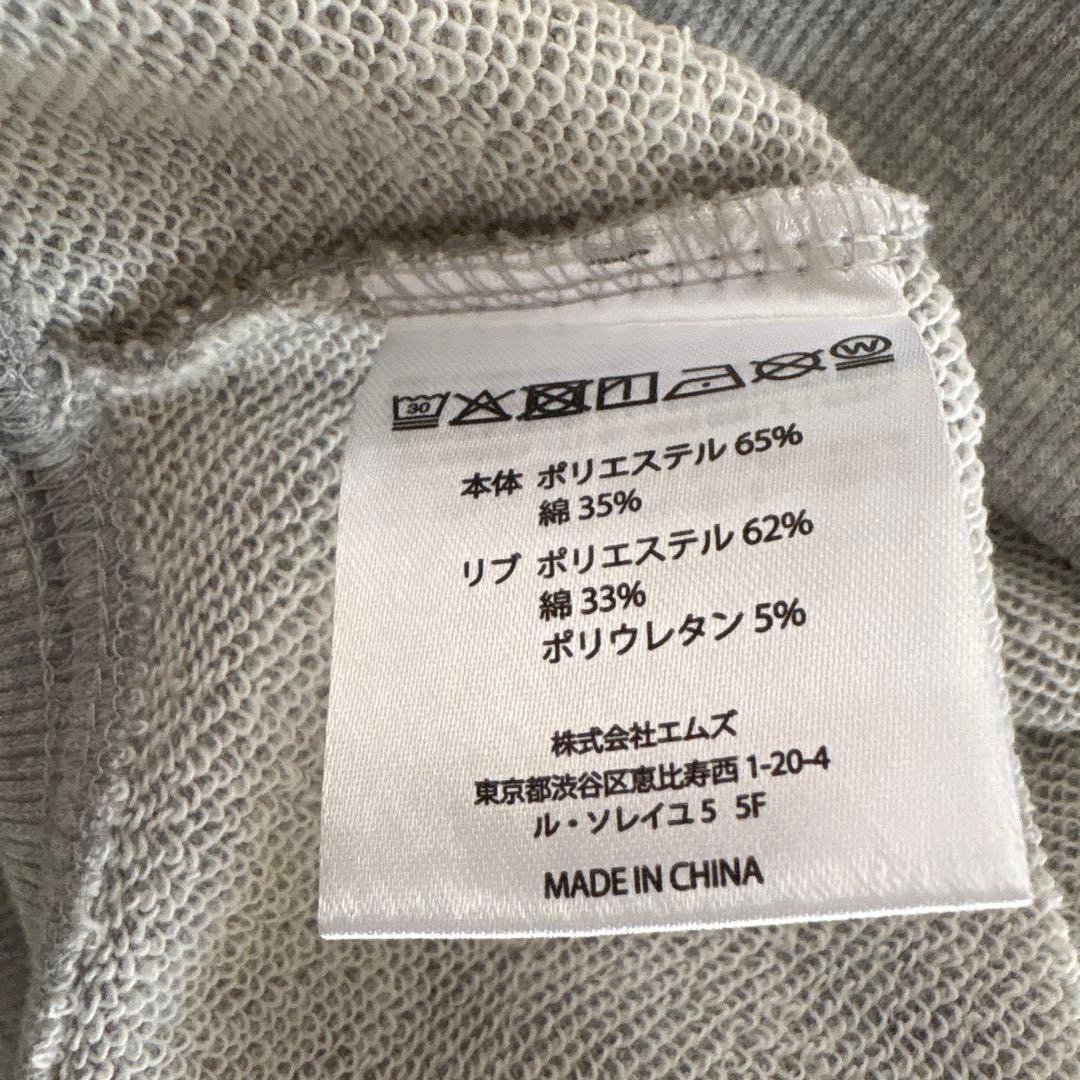 30 W
本体 ポリエステル 65%
綿 35%
リブ ポリエステル 62%
綿 33%
ポリウレタン 5%
株式会社エムズ
東京都渋谷区恵比寿西 1-20-4
ル・ソレイユ 5 5F
MADE IN CHINA